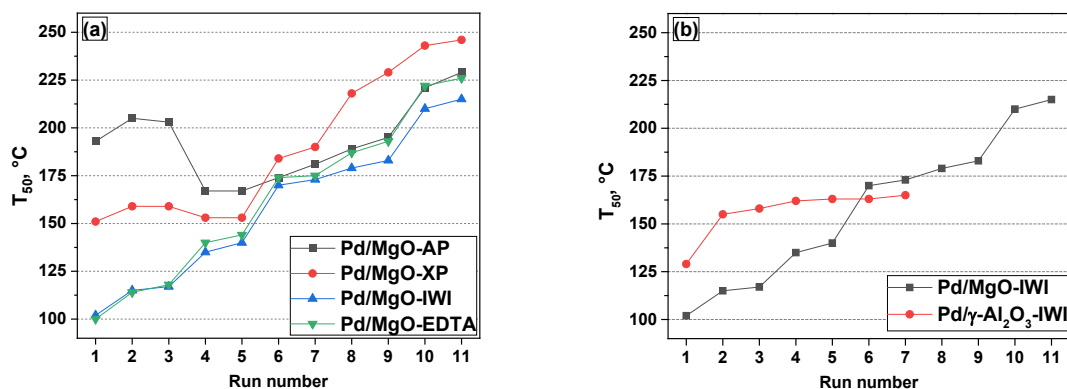 (a)
250
225
200
175
150
125
100
T50, °C
1 2 3 4 5 6 7 8 9 10 11
Run number
Pd/MgO-AP
Pd/MgO-XP
Pd/MgO-IWI
Pd/MgO-EDTA
(b)
250
225
200
175
150
125
100
T50, °C
1 2 3 4 5 6 7 8 9 10 11
Run number
Pd/MgO-IWI
Pd/γ-Al2O3-IWI